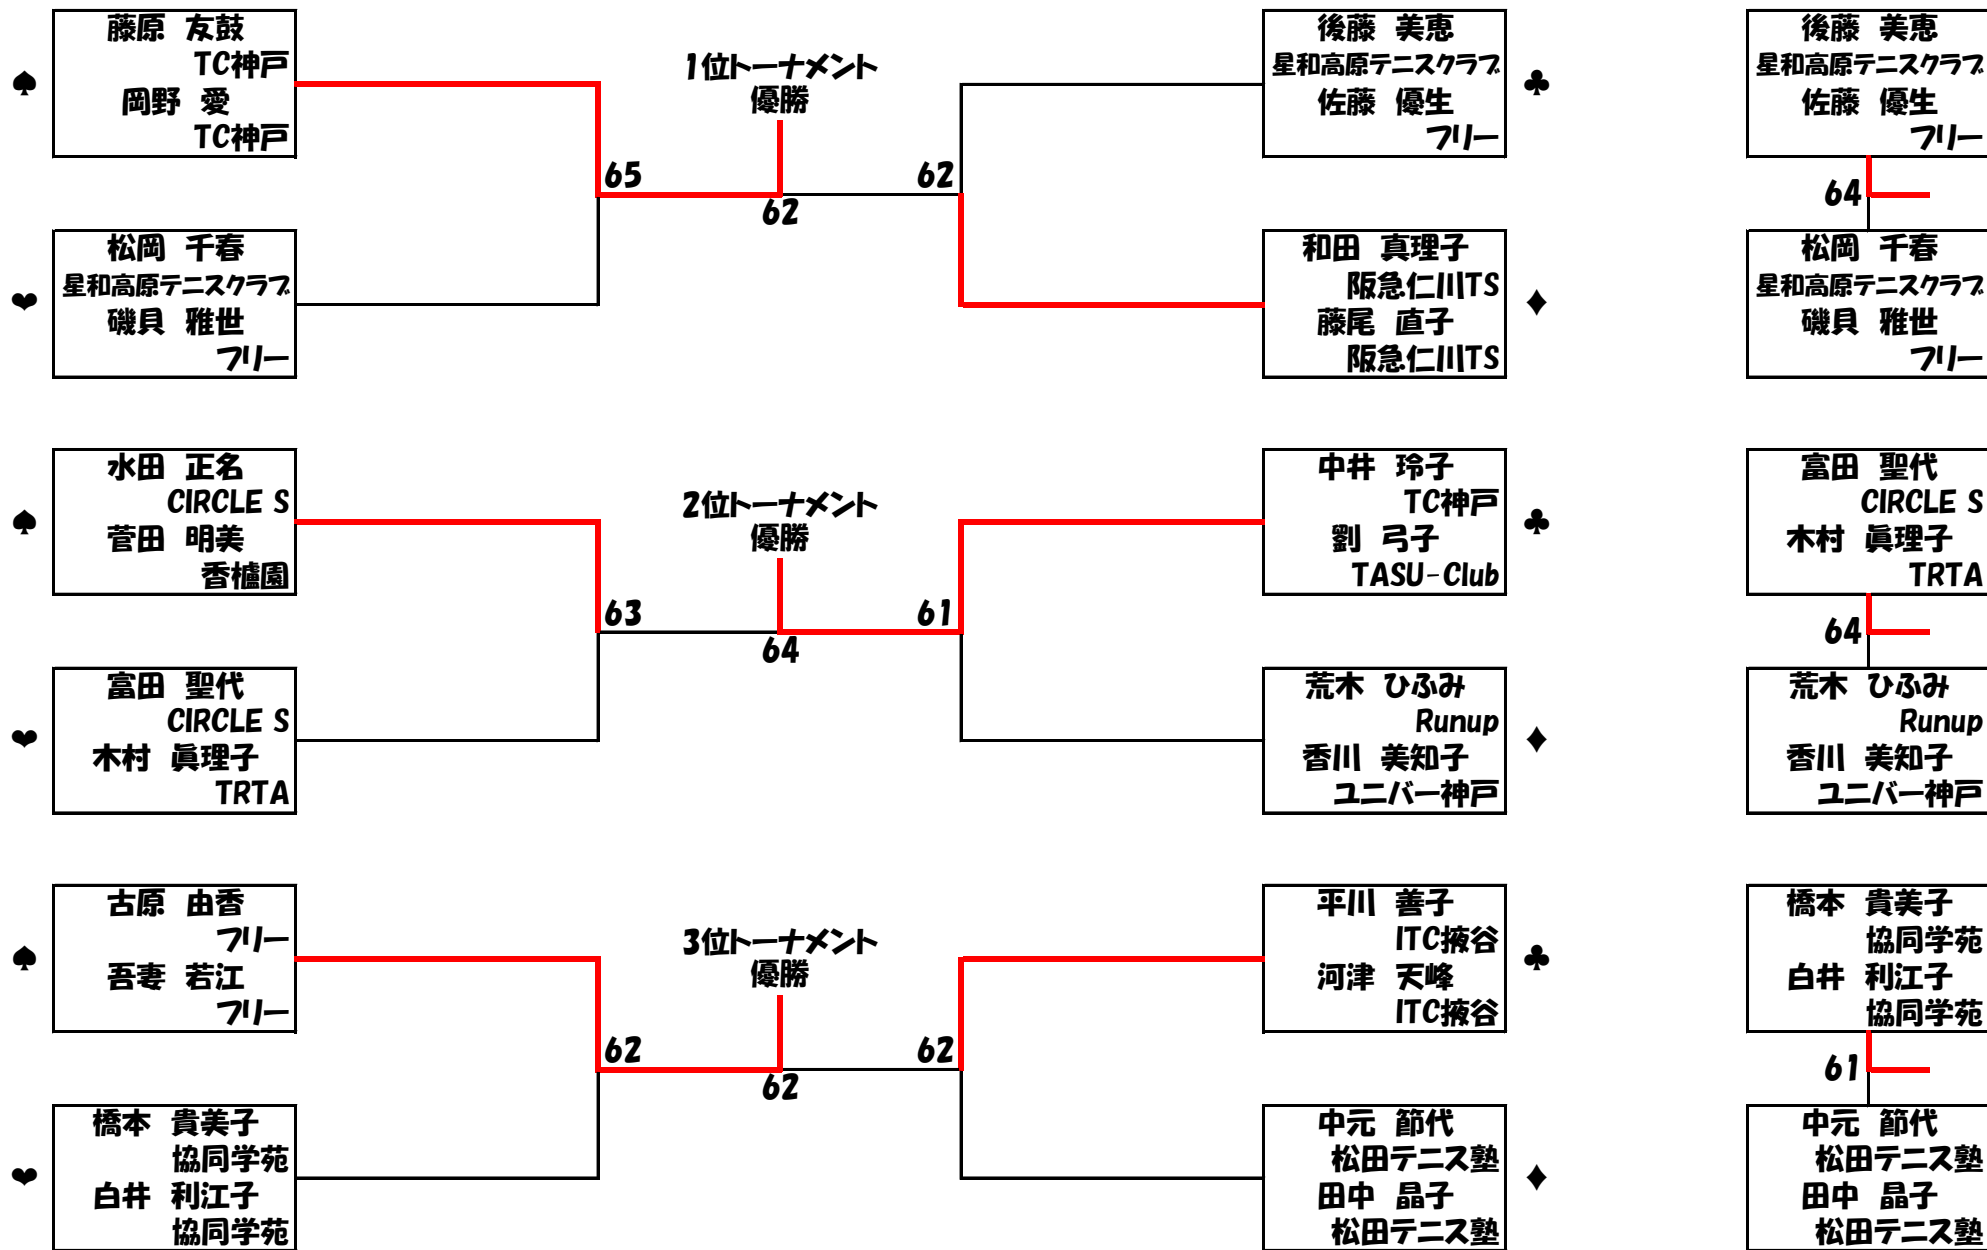 藤原 友鼓
TC神戸
岡野 愛
TC神戸
♠
1位トーナメント
優勝
後藤 美恵
星和高原テニスクラブ
佐藤 優生
フリー
♣
後藤 美恵
星和高原テニスクラブ
佐藤 優生
フリー
65
62
62
64
松岡 千春
星和高原テニスクラブ
磯貝 雅世
フリー
♥
和田 真理子
阪急仁川TS
藤尾 直子
阪急仁川TS
♦
松岡 千春
星和高原テニスクラブ
磯貝 雅世
フリー
水田 正名
CIRCLE S
菅田 明美
香櫨園
♠
2位トーナメント
優勝
中井 玲子
TC神戸
劉 弓子
TASU-Club
♣
富田 聖代
CIRCLE S
木村 眞理子
TRTA
63
64
61
64
富田 聖代
CIRCLE S
木村 眞理子
TRTA
♥
荒木 ひふみ
Runup
香川 美知子
ユニバー神戸
♦
荒木 ひふみ
Runup
香川 美知子
ユニバー神戸
古原 由香
フリー
吾妻 若江
フリー
♠
3位トーナメント
優勝
平川 善子
ITC掖谷
河津 天峰
ITC掖谷
♣
橋本 貴美子
協同学苑
白井 利江子
協同学苑
62
62
62
61
橋本 貴美子
協同学苑
白井 利江子
協同学苑
♥
中元 節代
松田テニス塾
田中 晶子
松田テニス塾
♦
中元 節代
松田テニス塾
田中 晶子
松田テニス塾